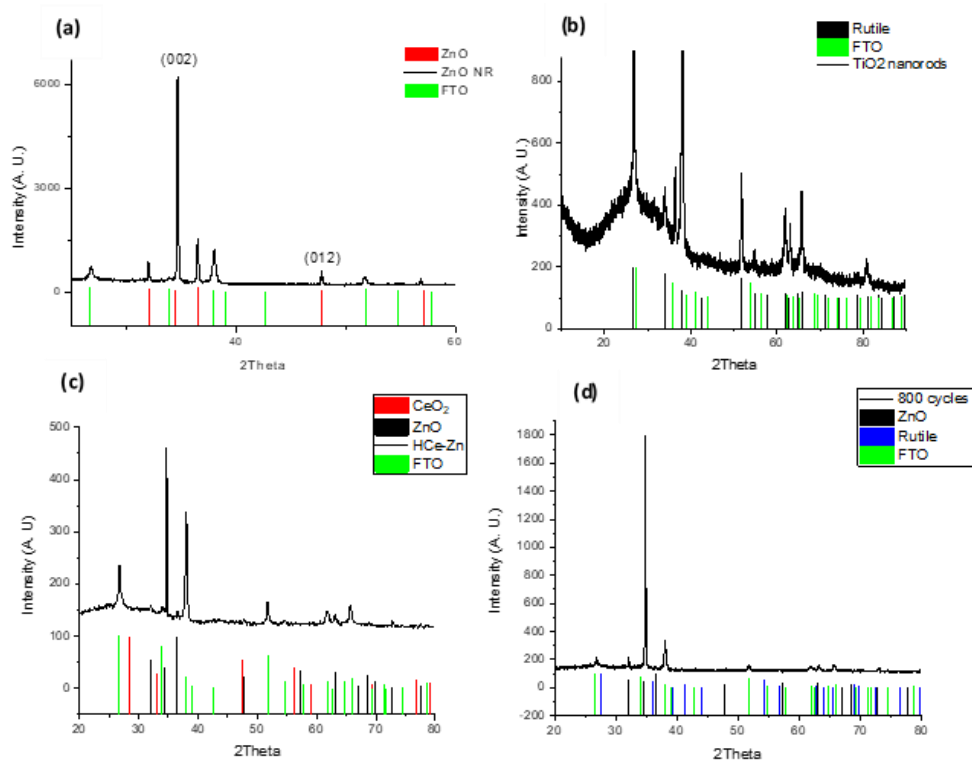 (a)
(002)
(012)
ZnO
ZnO NR
FTO
6000
3000
0
Intensity (A. U.)
40
60
2Theta
(b)
Rutile
FTO
TiO2 nanorods
800
600
400
200
0
Intensity (A. U.)
20
40
60
80
2Theta
(c)
CeO₂
ZnO
HCe-Zn
FTO
500
400
300
200
100
0
Intensity (A. U)
20
30
40
50
60
70
80
2Theta
(d)
800 cycles
ZnO
Rutile
FTO
1800
1600
1400
1200
1000
800
600
400
200
0
-200
Intensity (A. U.)
20
30
40
50
60
70
80
2Theta